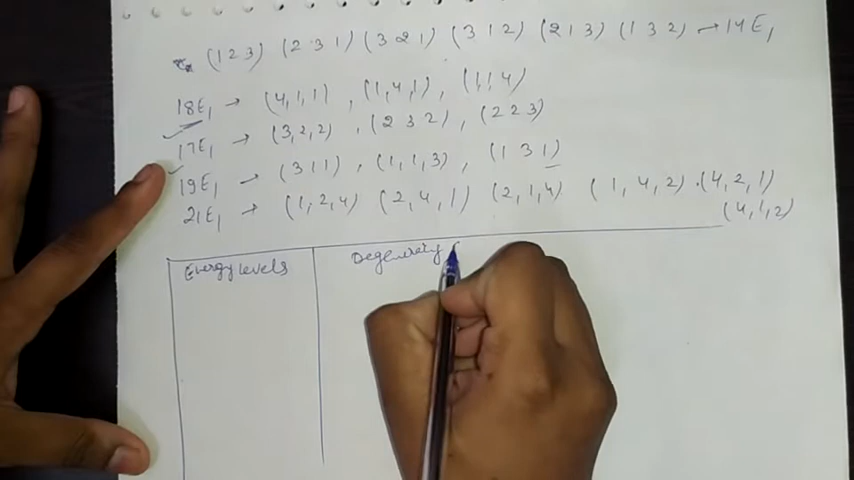 (1 2 3) (2 3 1) (3 2 1) (3 1 2) (2 1 3) (1 3 2) → 14E₁
18E₁ → (4,1,1) , (1,4,1) , (1,1,4)
17E₁ → (3,2,2) , (2 3 2) , (2 2 3)
19E₁ → (3 1 1) , (1,1,3) , (1 3 1)
21E₁ → (1,2,4) (2,4,1) (2,1,4) (1,4,2) . (4,2,1)
(4,1,2)
Energy levels Degeneraty